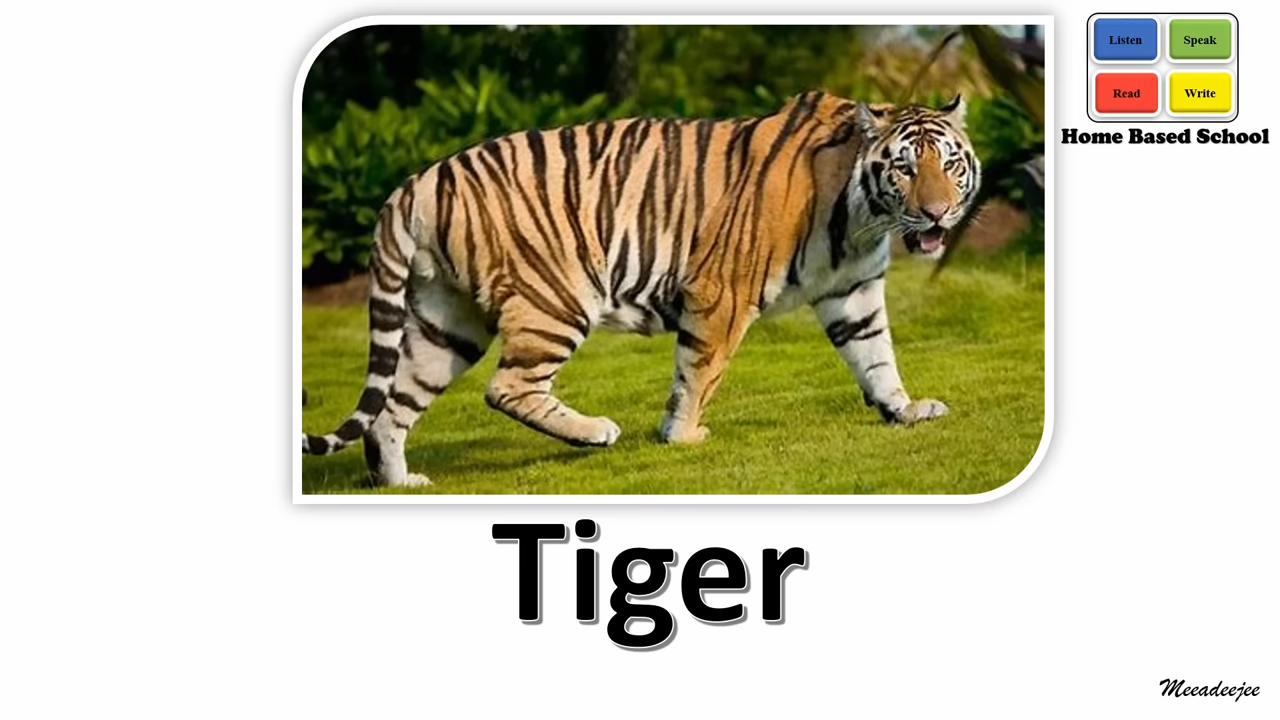 Listen
Speak
Read
Write
Home Based School
Tiger
Meeadeejee